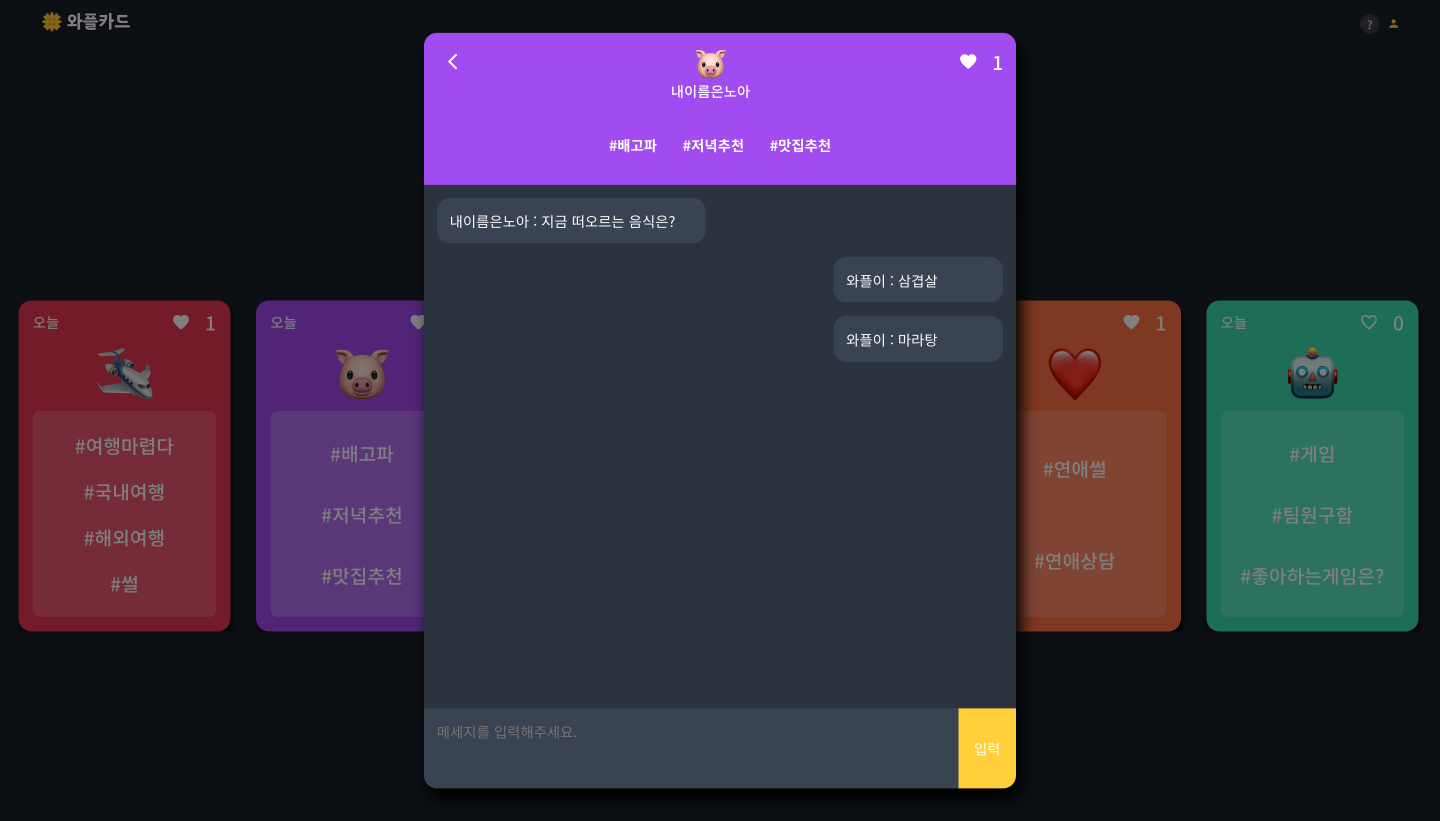 와플카드
?
내이름은노아
1
#배고파 #저녁추천 #맛집추천
내이름은노아 : 지금 떠오르는 음식은?
와플이 : 삼겹살
와플이 : 마라탕
메세지를 입력해주세요.
입력
오늘 1
#여행마렵다
#국내여행
#해외여행
#썰
오늘
#배고파
#저녁추천
#맛집추천
1
#연애썰
#연애상담
오늘 0
#게임
#팀원구함
#좋아하는게임은?